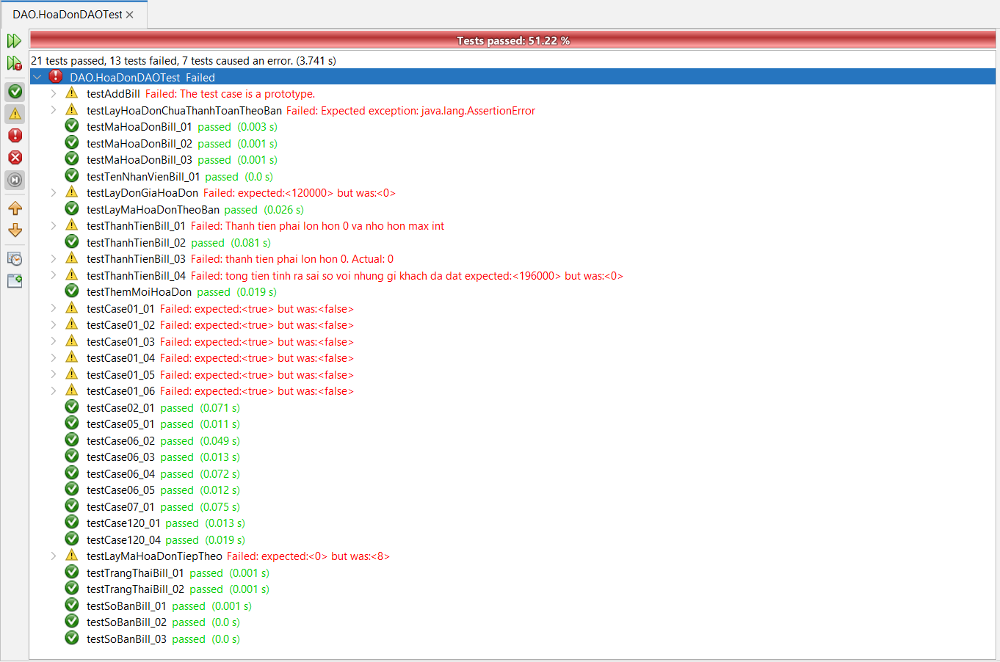 DAO.HoaDonDAOTest
Tests passed: 51.22 %
21 tests passed, 13 tests failed, 7 tests caused an error. (3.741 s)
DAO.HoaDonDAOTest Failed
testAddBill Failed: The test case is a prototype.
testLayHoaDonChuaThanhToanTheoBan Failed: Expected exception: java.lang.AssertionError
testMaHoaDonBill_01 passed (0.003 s)
testMaHoaDonBill_02 passed (0.001 s)
testMaHoaDonBill_03 passed (0.001 s)
testTenNhanVienBill_01 passed (0.0 s)
testLayDonGiaHoaDon Failed: expected:<120000> but was:<0>
testLayMaHoaDonTheoBan passed (0.026 s)
testThanhTienBill_01 Failed: Thanh tien phai lon hon 0 va nho hon max int
testThanhTienBill_02 passed (0.081 s)
testThanhTienBill_03 Failed: thanh tien phai lon hon 0. Actual: 0
testThanhTienBill_04 Failed: tong tien tinh ra sai so voi nhung gi khach da dat expected:<196000> but was:<0>
testThemMoiHoaDon passed (0.019 s)
testCase01_01 Failed: expected:<true> but was:<false>
testCase01_02 Failed: expected:<true> but was:<false>
testCase01_03 Failed: expected:<true> but was:<false>
testCase01_04 Failed: expected:<true> but was:<false>
testCase01_05 Failed: expected:<true> but was:<false>
testCase01_06 Failed: expected:<true> but was:<false>
testCase02_01 passed (0.071 s)
testCase05_01 passed (0.011 s)
testCase06_02 passed (0.049 s)
testCase06_03 passed (0.013 s)
testCase06_04 passed (0.072 s)
testCase06_05 passed (0.012 s)
testCase07_01 passed (0.075 s)
testCase120_01 passed (0.013 s)
testCase120_04 passed (0.019 s)
testLayMaHoaDonTiepTheo Failed: expected:<0> but was:<8>
testTrangThaiBill_01 passed (0.001 s)
testTrangThaiBill_02 passed (0.001 s)
testSoBanBill_01 passed (0.001 s)
testSoBanBill_02 passed (0.0 s)
testSoBanBill_03 passed (0.0 s)